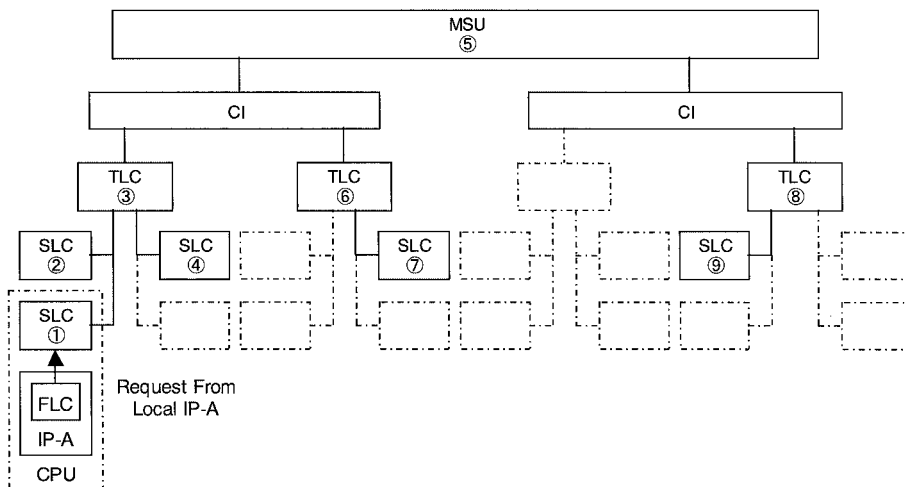 MSU
⑤
CI
CI
TLC
③
TLC
⑥
TLC
⑧
SLC
②
SLC
④
SLC
⑦
SLC
⑨
SLC
①
FLC
IP-A
CPU
Request From
Local IP-A